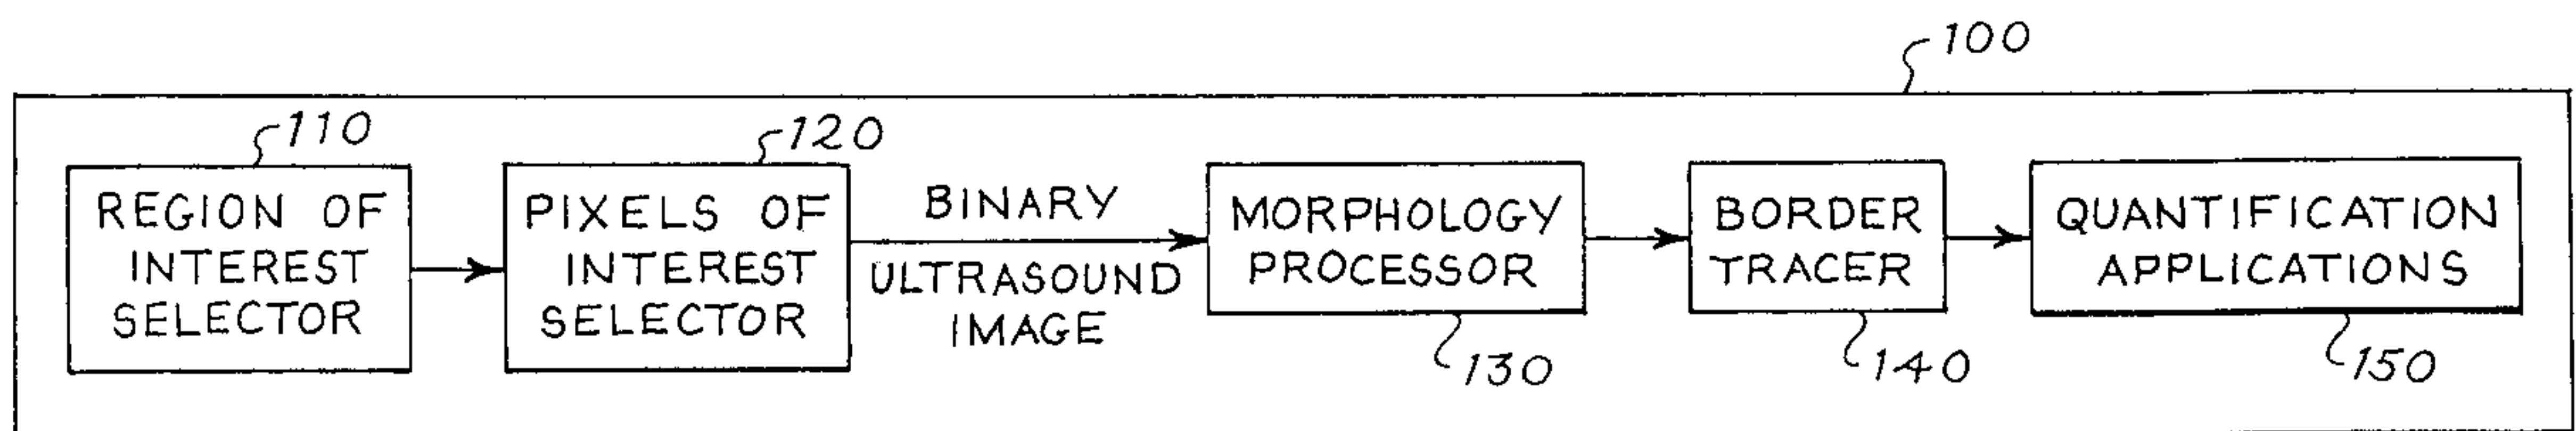 100
110
REGION OF
INTEREST
SELECTOR
120
PIXELS OF
INTEREST
SELECTOR
BINARY
ULTRASOUND
IMAGE
MORPHOLOGY
PROCESSOR
130
BORDER
TRACER
140
QUANTIFICATION
APPLICATIONS
150